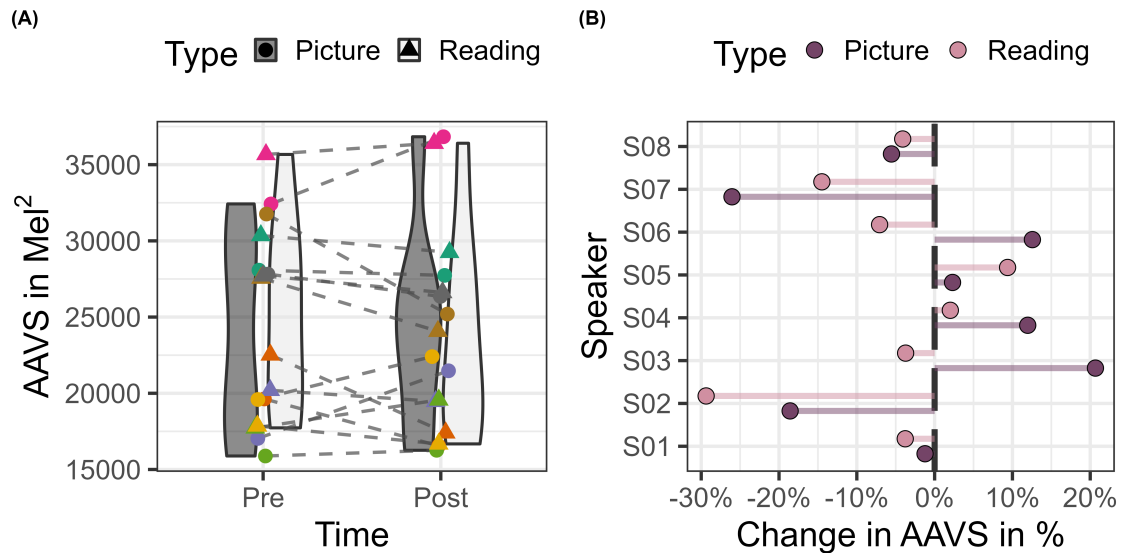 (A)
Type Picture Reading
35000
30000
25000
20000
15000
AAVS in Mel²
Pre Post
Time
(B)
Type Picture Reading
S08
S07
S06
S05
S04
S03
S02
S01
Speaker
-30% -20% -10% 0% 10% 20%
Change in AAVS in %